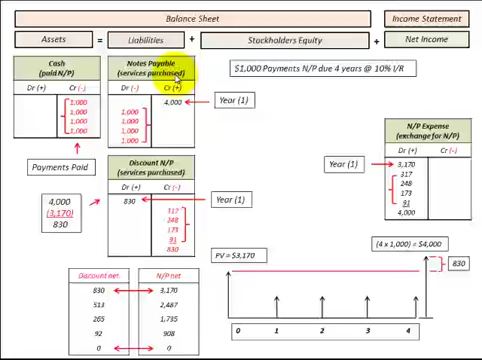 Balance Sheet
Income Statement
Assets
=
Liabilities
+
Stockholders Equity
+
Net Income
Cash
(paid N/P)
Dr (+) Cr (-)
1,000
1,000
1,000
1,000
Payments Paid
4,000
(3,170)
830
Notes Payable
(services purchased)
Dr (-) Cr (+)
4,000
1,000
1,000
1,000
1,000
Year (1)
$1,000 Payments N/P due 4 years @ 10% I/R
Discount N/P
(services purchased)
Dr (+) Cr (-)
830
317
248
173
91
830
Year (1)
N/P Expense
(exchange for N/P)
Dr (+) Cr (-)
Year (1)
3,170
317
248
173
91
4,000
Discount net
830
513
265
92
0
N/P net
3,170
2,487
1,735
908
0
PV = $3,170
(4 x 1,000) = $4,000
830
0 1 2 3 4